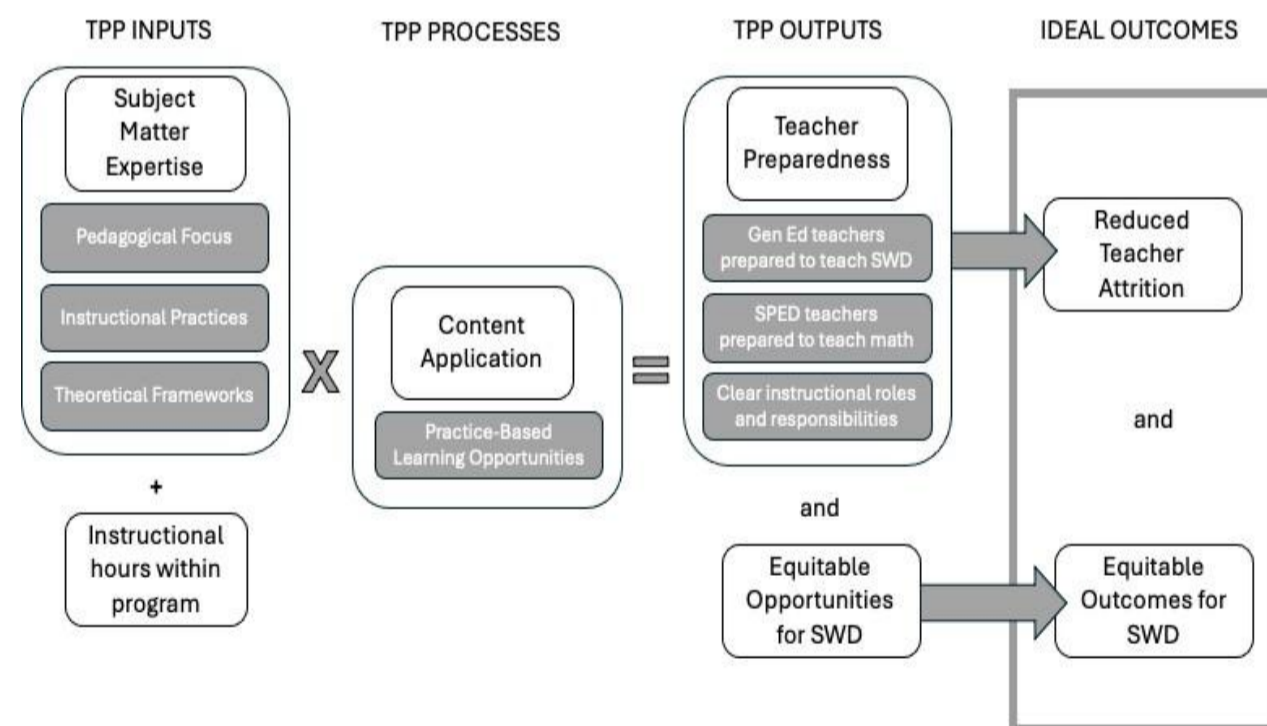 TPP INPUTS
TPP PROCESSES
TPP OUTPUTS
IDEAL OUTCOMES
Subject
Matter
Expertise
Pedagogical Focus
Instructional Practices
Theoretical Frameworks
+
Instructional
hours within
program
X
Content
Application
Practice-Based
Learning Opportunities
=
Teacher
Preparedness
Gen Ed teachers
prepared to teach SWD
SPED teachers
prepared to teach math
Clear instructional roles
and responsibilities
and
Equitable
Opportunities
for SWD
Reduced
Teacher
Attrition
and
Equitable
Outcomes for
SWD